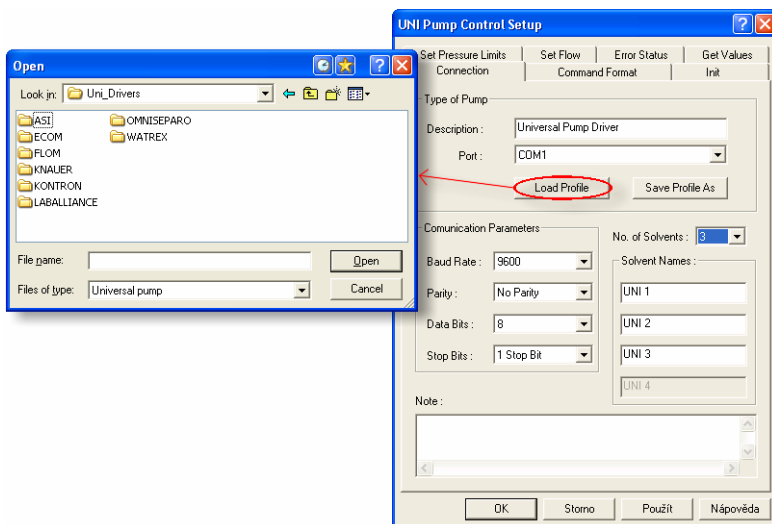 UNI Pump Control Setup
Set Pressure Limits Set Flow Error Status Get Values
Connection Command Format Init
Type of Pump
Description : Universal Pump Driver
Port : COM1
Load Profile Save Profile As
Comunication Parameters
Baud Rate : 9600
Parity : No Parity
Data Bits : 8
Stop Bits : 1 Stop Bit
No. of Solvents : 3
Solvent Names :
UNI 1
UNI 2
UNI 3
UNI 4
Note :
OK Storno Použít Nápověda
Open
Look in: Uni_Drivers
ASI
ECOM
FLOM
KNAUER
KONTRON
LABALLIANCE
OMNISEPARO
WATREX
File name: Open
Files of type: Universal pump Cancel